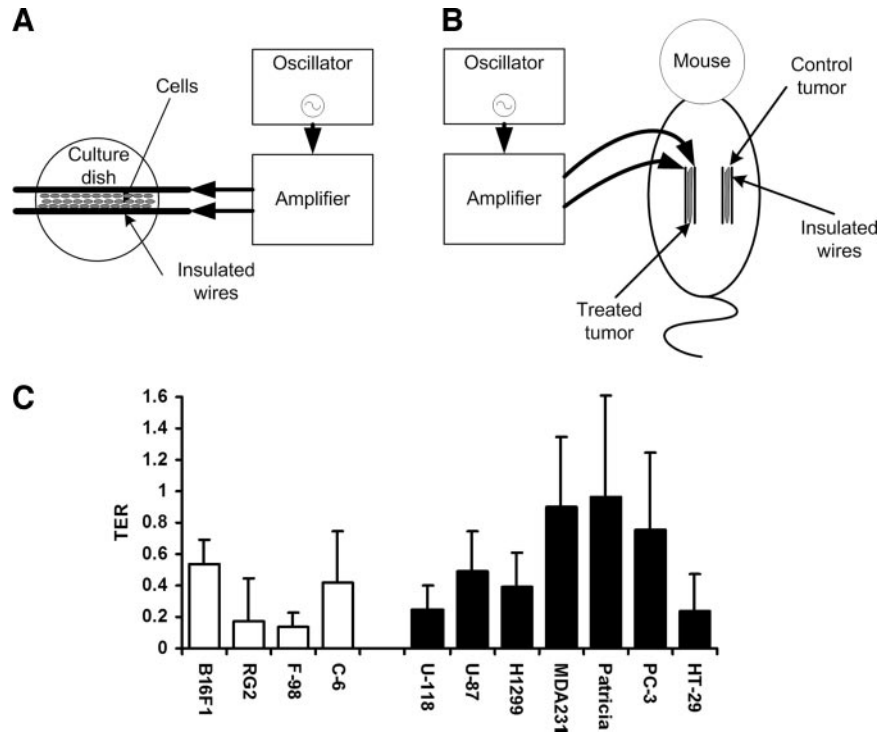 A
Oscillator
Cells
Culture
dish
Amplifier
Insulated
wires
B
Oscillator
Mouse
Control
tumor
Amplifier
Insulated
wires
Treated
tumor
C
1.6
1.4
1.2
1
0.8
0.6
0.4
0.2
0
TER
B16F1
RG2
F-98
C-6
U-118
U-87
H1299
MDA231
Patricia
PC-3
HT-29